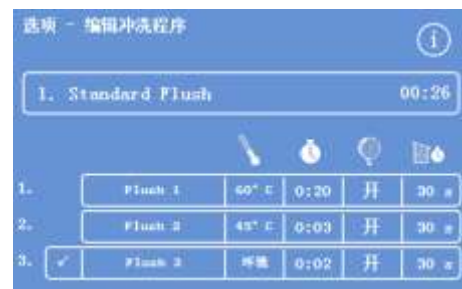 选项 - 编辑冲洗程序
1. Standard Flush 00:26
1. Flush 1 60° C 0:20 开 30 s
2. Flush 2 45° C 0:03 开 30 s
3. ✓ Flush 3 环境 0:02 开 30 s